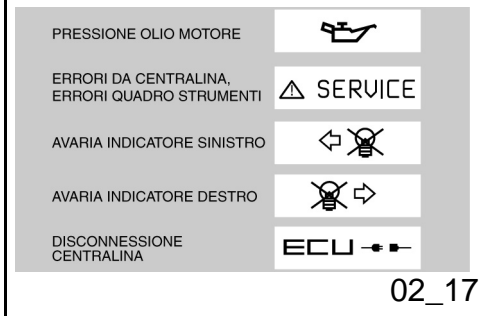 PRESSIONE OLIO MOTORE
ERRORI DA CENTRALINA,
ERRORI QUADRO STRUMENTI
SERVICE
AVARIA INDICATORE SINISTRO
AVARIA INDICATORE DESTRO
DISCONNESSIONE
CENTRALINA
ECU
02_17